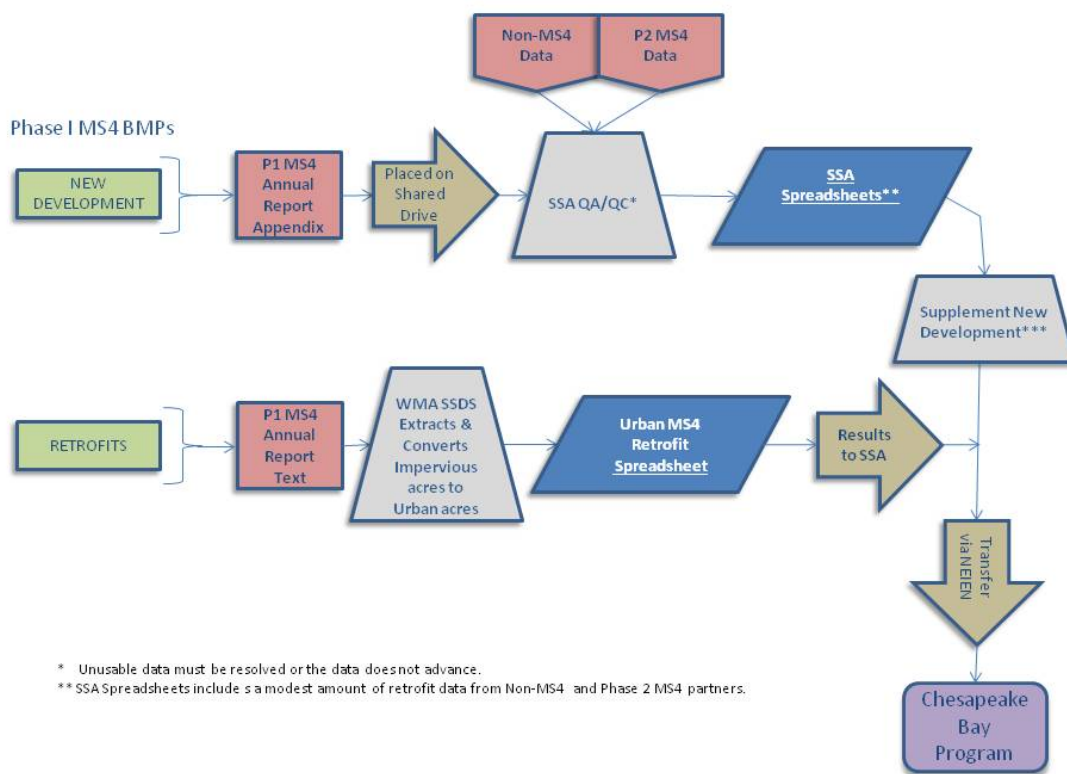 Non-MS4
Data
P2 MS4
Data
Phase I MS4 BMPs
NEW
DEVELOPMENT
P1 MS4
Annual
Report
Appendix
Placed on
Shared
Drive
SSA QA/QC*
SSA
Spreadsheets**
Supplement New
Development***
RETROFITS
P1 MS4
Annual
Report
Text
WMA SSDS
Extracts &
Converts
Impervious
acres to
Urban acres
Urban MS4
Retrofit
Spreadsheet
Results
to SSA
Transfer
via NEIEN
* Unusable data must be resolved or the data does not advance.
** SSA Spreadsheets include s a modest amount of retrofit data from Non-MS4 and Phase 2 MS4 partners.
Chesapeake
Bay
Program